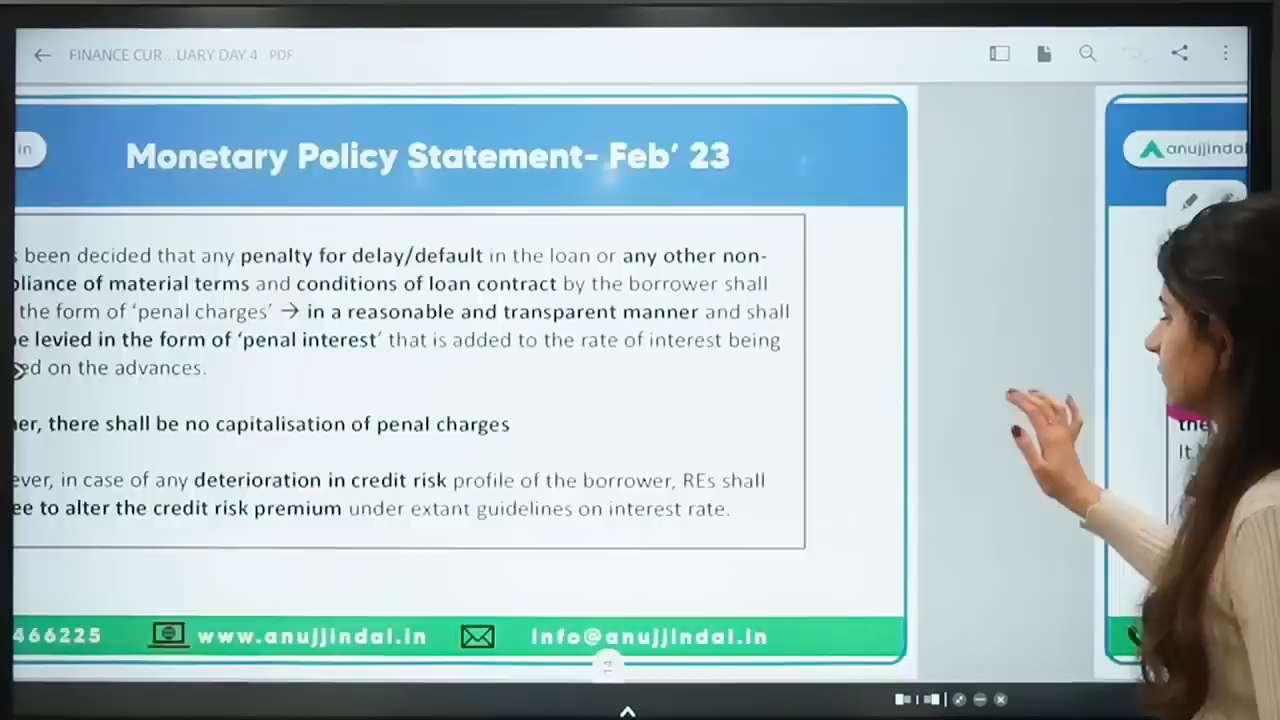 FINANCE CUR...UARY DAY 4 PDF
in
Monetary Policy Statement- Feb' 23
anujjindal
been decided that any penalty for delay/default in the loan or any other non-
pliance of material terms and conditions of loan contract by the borrower shall
the form of 'penal charges' → in a reasonable and transparent manner and shall
e levied in the form of 'penal interest' that is added to the rate of interest being
ed on the advances.
er, there shall be no capitalisation of penal charges
ever, in case of any deterioration in credit risk profile of the borrower, REs shall
ee to alter the credit risk premium under extant guidelines on interest rate.
the
It
466225 www.anujjindal.in info@anujjindal.in